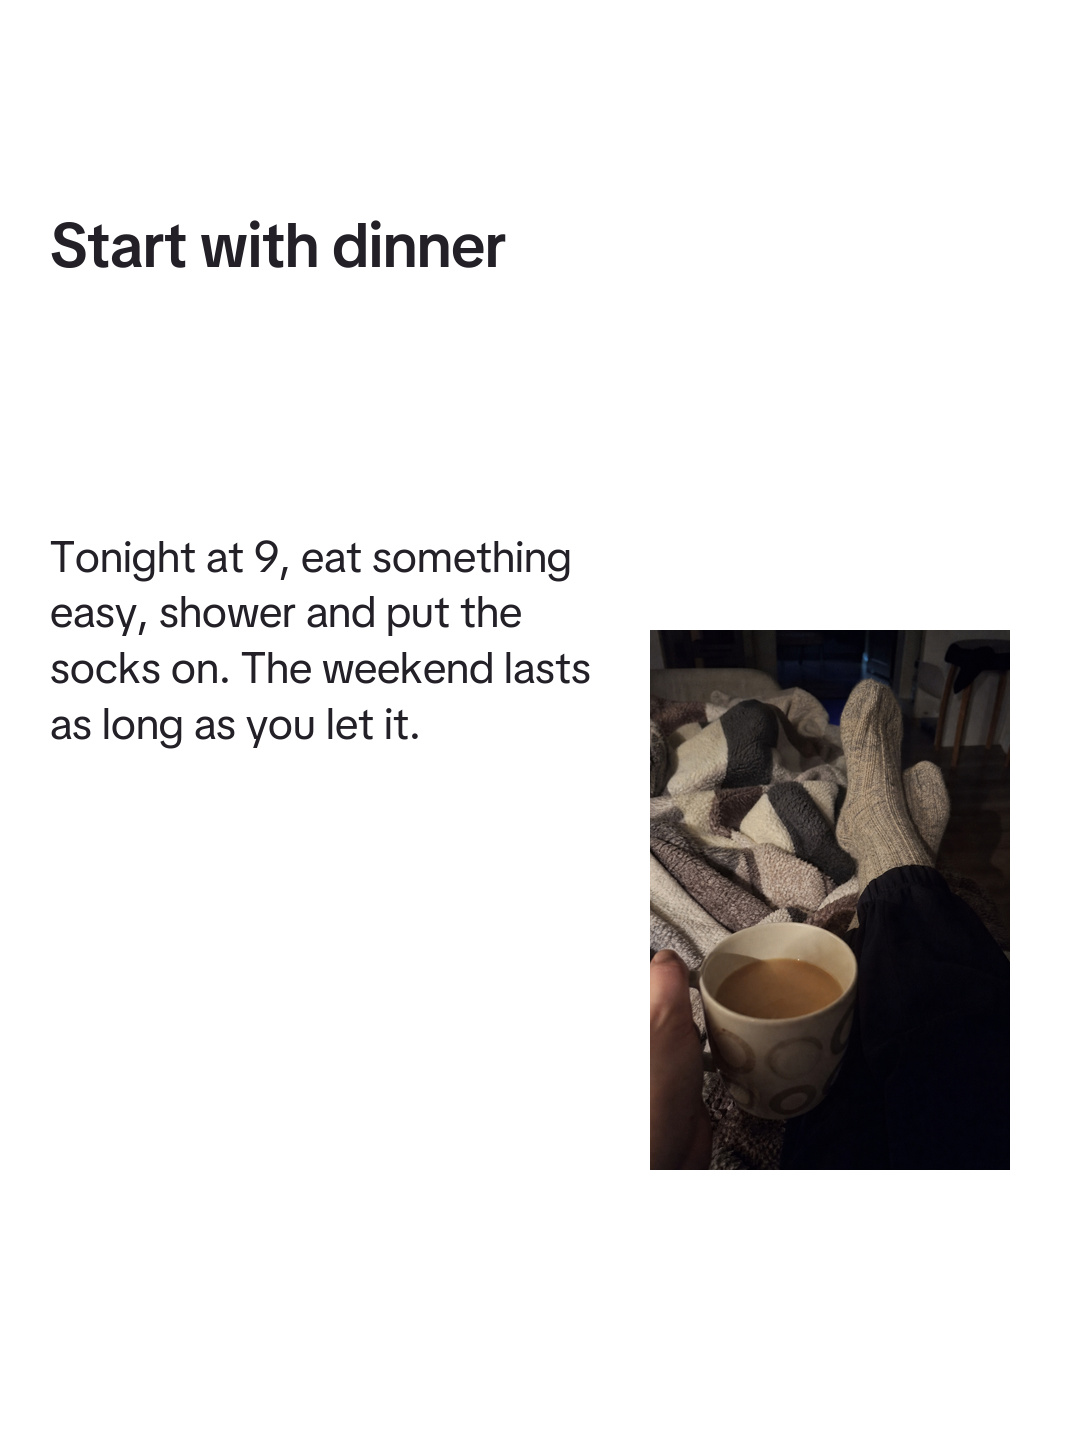 Start with dinner
Tonight at 9, eat something
easy, shower and put the
socks on. The weekend lasts
as long as you let it.